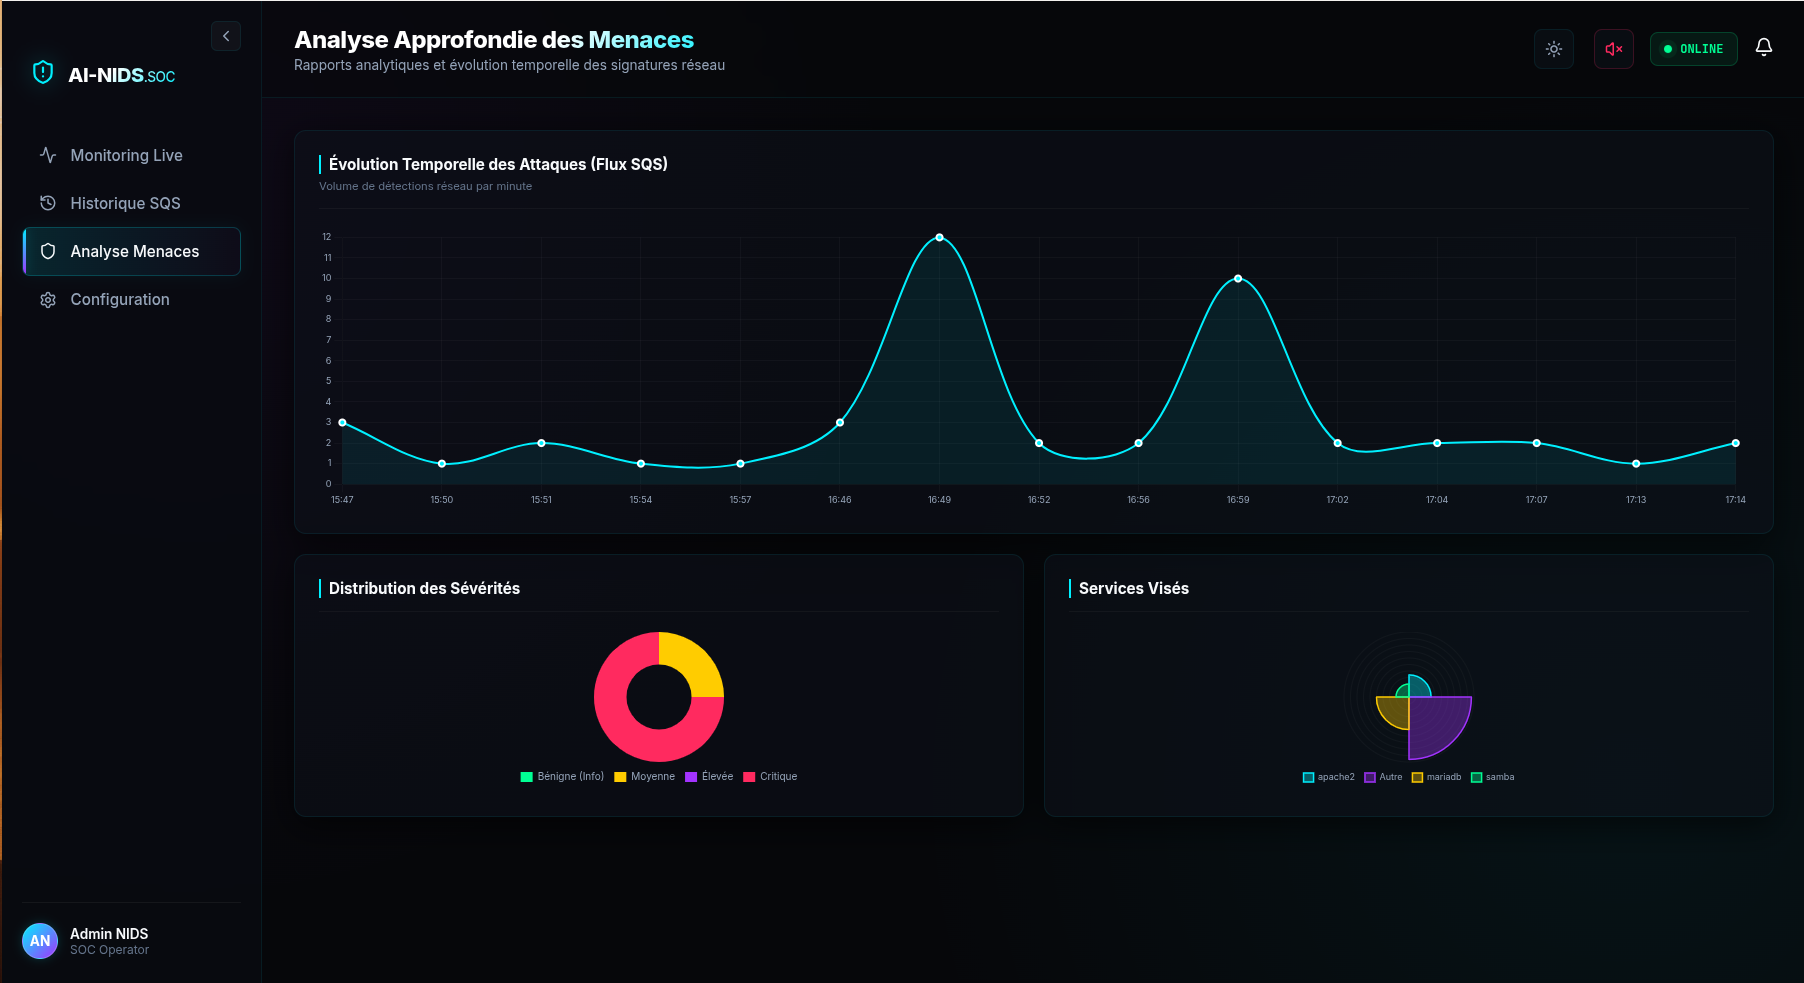 AI-NIDS.SOC
Monitoring Live
Historique SQS
Analyse Menaces
Configuration
AN
Admin NIDS
SOC Operator
Analyse Approfondie des Menaces
Rapports analytiques et évolution temporelle des signatures réseau
ONLINE
Évolution Temporelle des Attaques (Flux SQS)
Volume de détections réseau par minute
12
11
10
9
8
7
6
5
4
3
2
1
0
15:47 15:50 15:51 15:54 15:57 16:46 16:49 16:52 16:56 16:59 17:02 17:04 17:07 17:13 17:14
Distribution des Sévérités
Bénigne (Info) Moyenne Élevée Critique
Services Visés
apache2 Autre mariadb samba